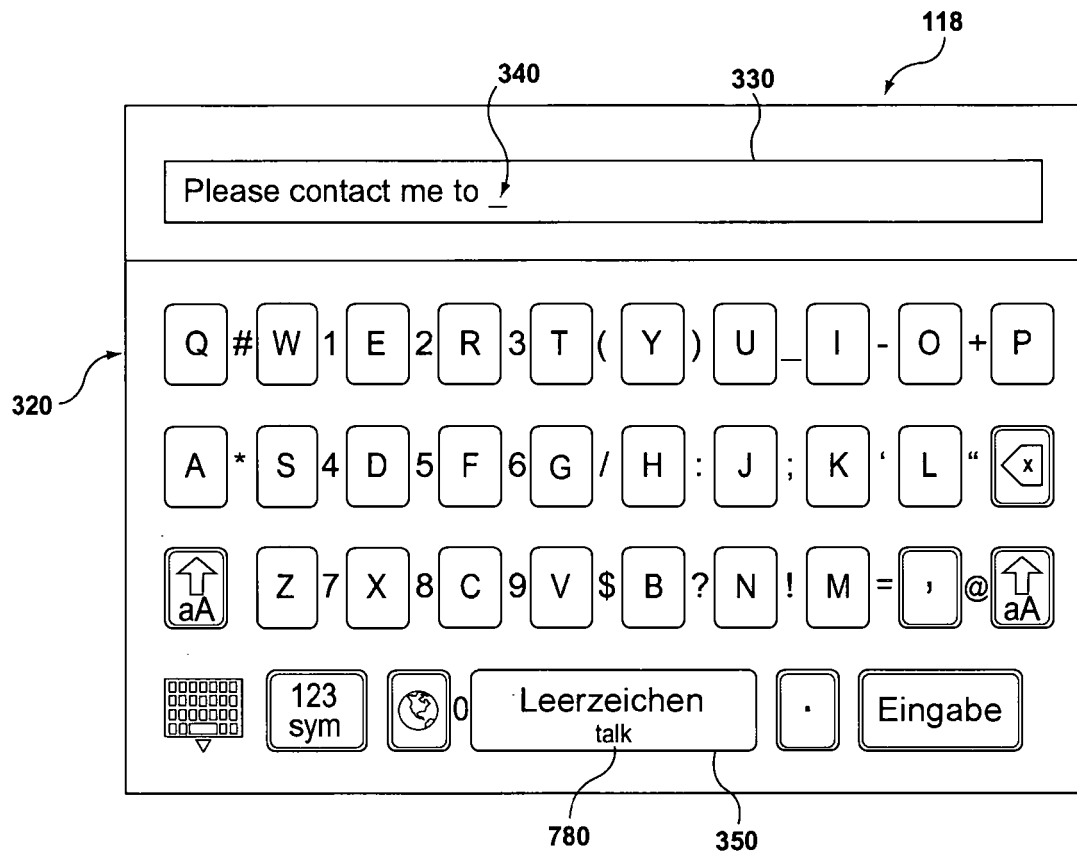 118
340
330
Please contact me to _
320
Q # W 1 E 2 R 3 T ( Y ) U _ I - O + P
A * S 4 D 5 F 6 G / H : J ; K ‘ L “ x
aA Z 7 X 8 C 9 V $ B ? N ! M = , @ aA
123
sym
0
Leerzeichen
talk
.
Eingabe
780
350